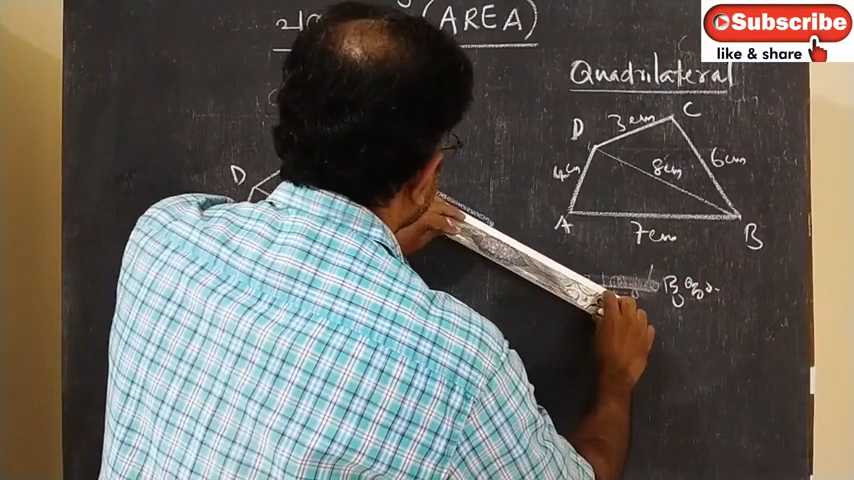 (AREA)
Subscribe
like & share
Quadrilateral
D
3cm
C
4cm
8cm
6cm
A
7cm
B
D